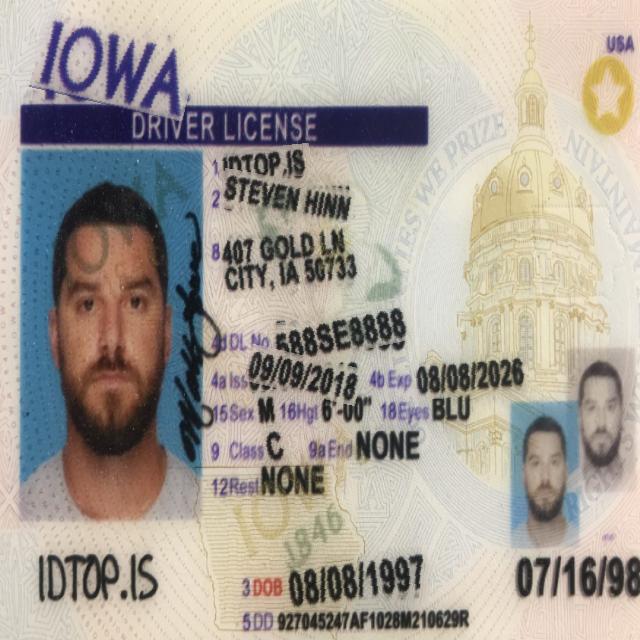 IOWA
USA
DRIVER LICENSE
1 IDTOP.IS
2 STEVEN HINN
8 407 GOLD LN
CITY, IA 50733
4d DL No. 588SE8888
4a Iss 09/09/2018 4b Exp 08/08/2026
15 Sex M 16 Hgt 6'-00" 18 Eyes BLU
9 Class C 9a End NONE
12 Rest NONE
1846
IDTOP.IS
3 DOB 08/08/1997
07/16/98
5 DD 927045247AF1028M210629R
WE PRIZE